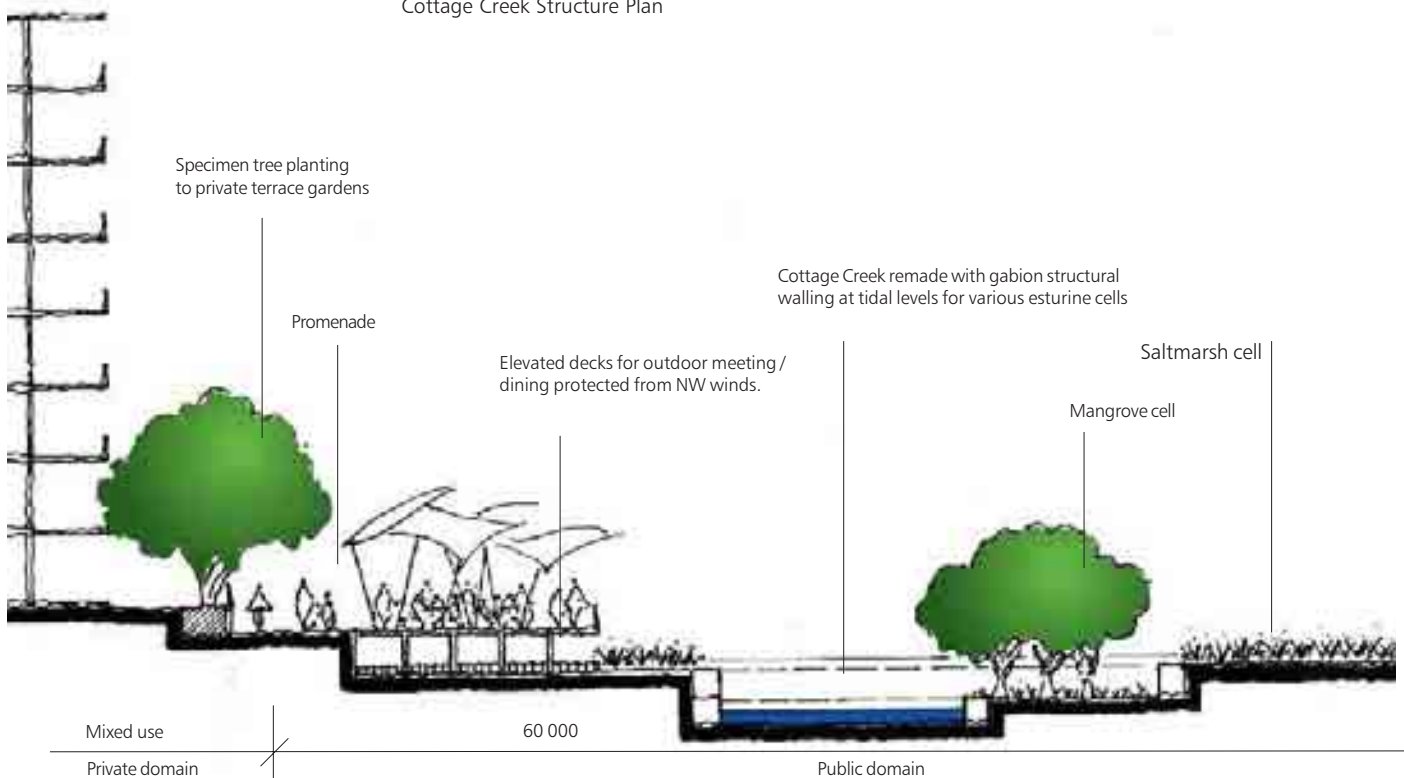 Cottage Creek Structure Plan
Specimen tree planting
to private terrace gardens
Promenade
Elevated decks for outdoor meeting /
dining protected from NW winds.
Cottage Creek remade with gabion structural
walling at tidal levels for various esturine cells
Saltmarsh cell
Mangrove cell
Mixed use
60 000
Private domain
Public domain